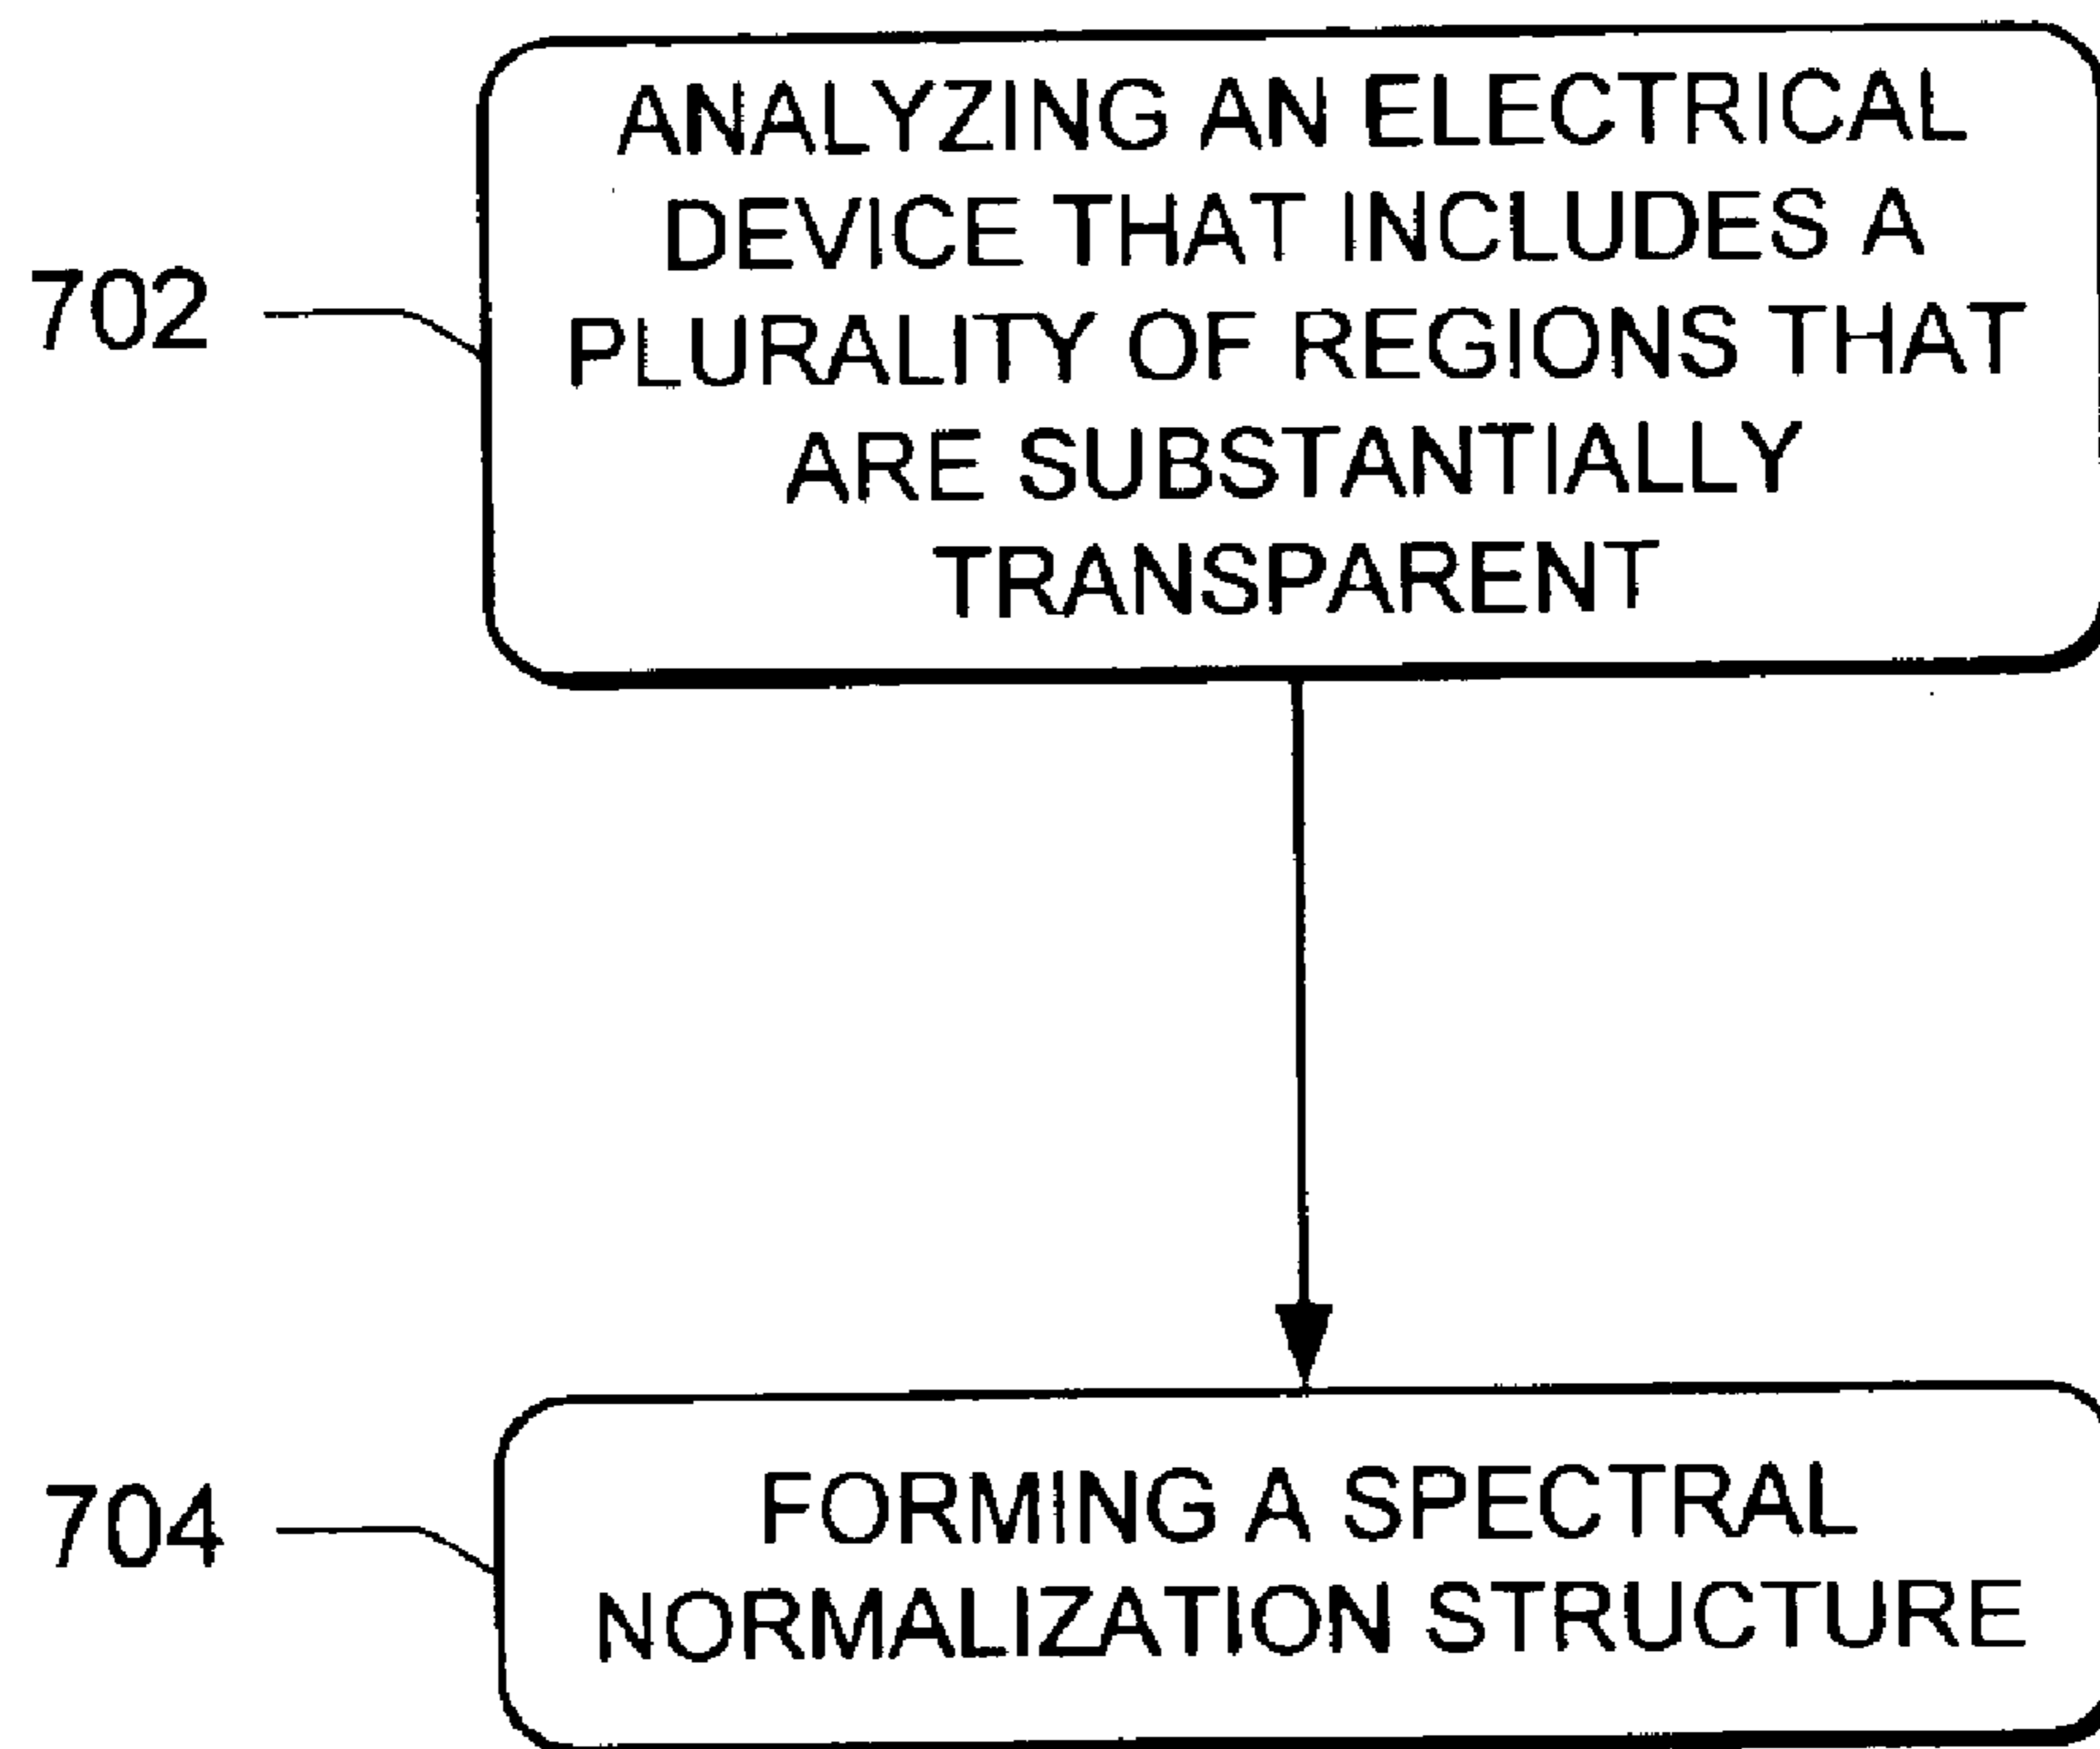 ANALYZING AN ELECTRICAL
DEVICE THAT INCLUDES A
PLURALITY OF REGIONS THAT
ARE SUBSTANTIALLY
TRANSPARENT
702
FORMING A SPECTRAL
NORMALIZATION STRUCTURE
704